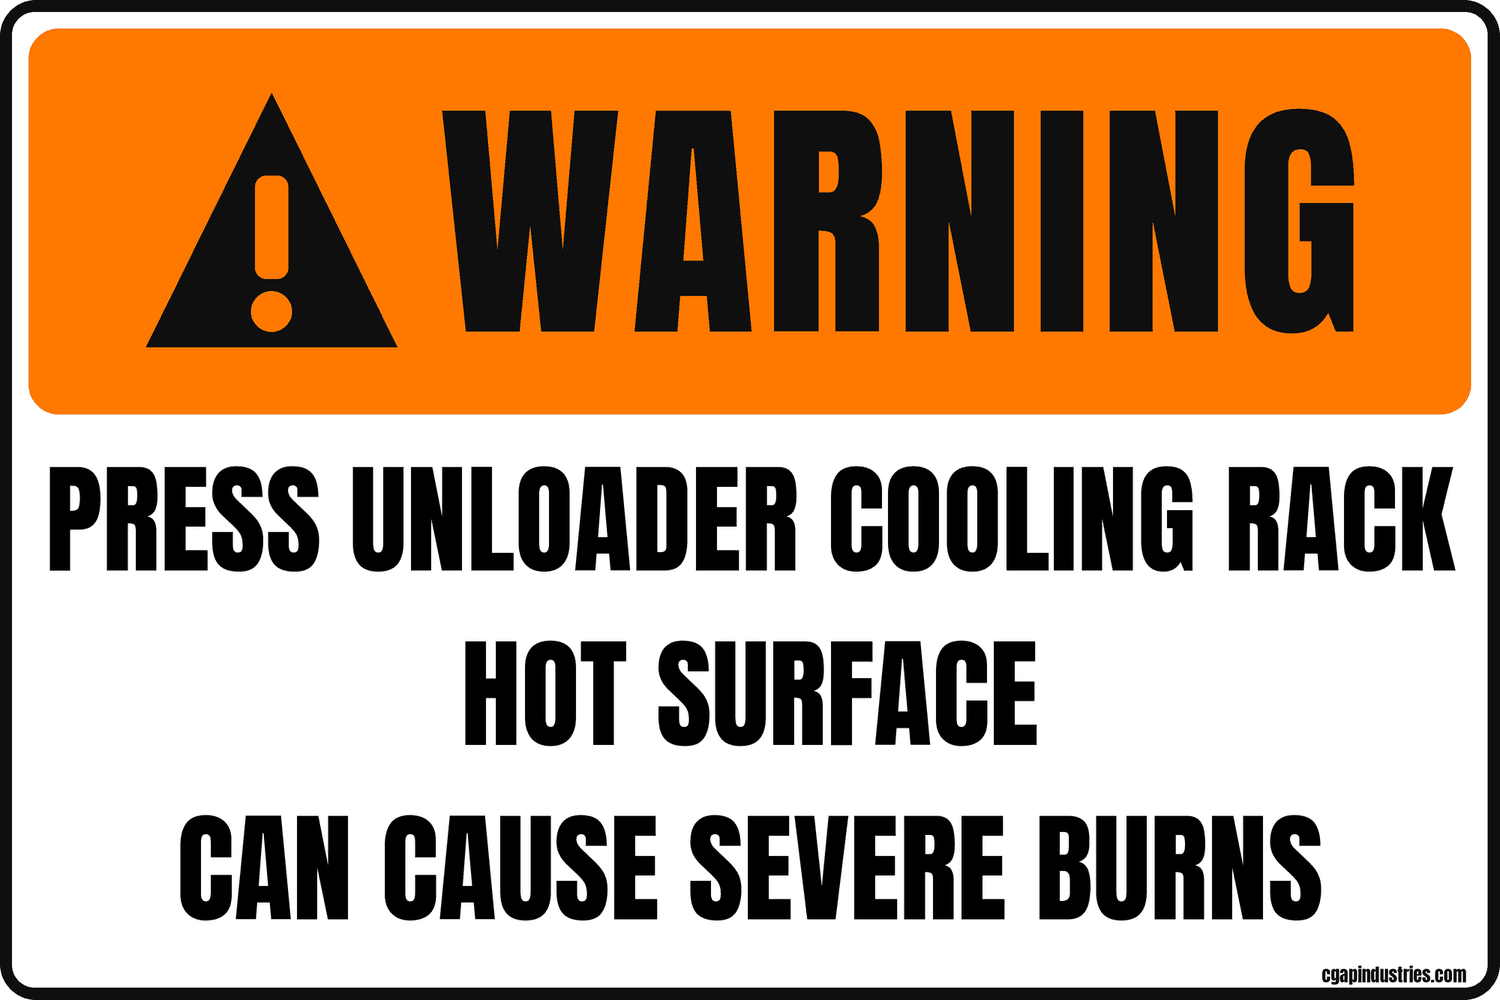 WARNING
PRESS UNLOADER COOLING RACK
HOT SURFACE
CAN CAUSE SEVERE BURNS
cgapindustries.com